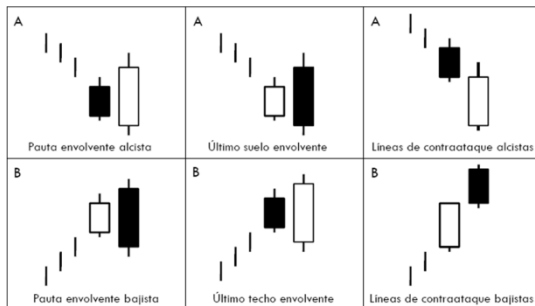 A
A
A
Pauta envolvente alcista
Último suelo envolvente
Líneas de contraataque alcistas
B
B
B
Pauta envolvente bajista
Último techo envolvente
Líneas de contraataque bajistas